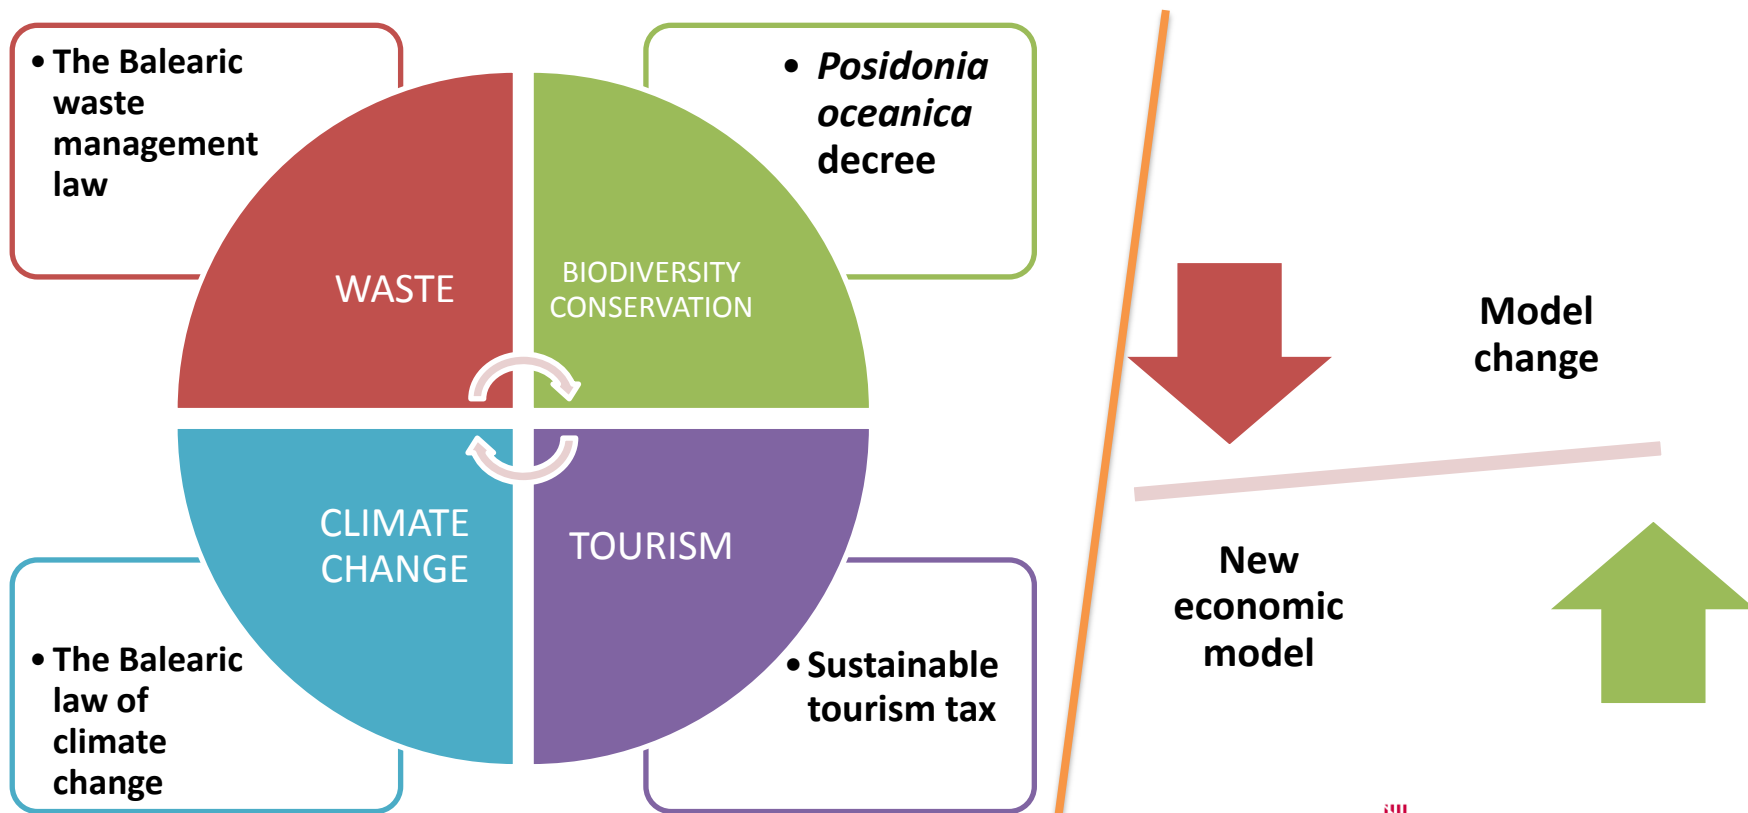 • The Balearic
waste
management
law
• Posidonia
oceanica
decree
WASTE
BIODIVERSITY
CONSERVATION
CLIMATE
CHANGE
TOURISM
• The Balearic
law of
climate
change
• Sustainable
tourism tax
Model
change
New
economic
model